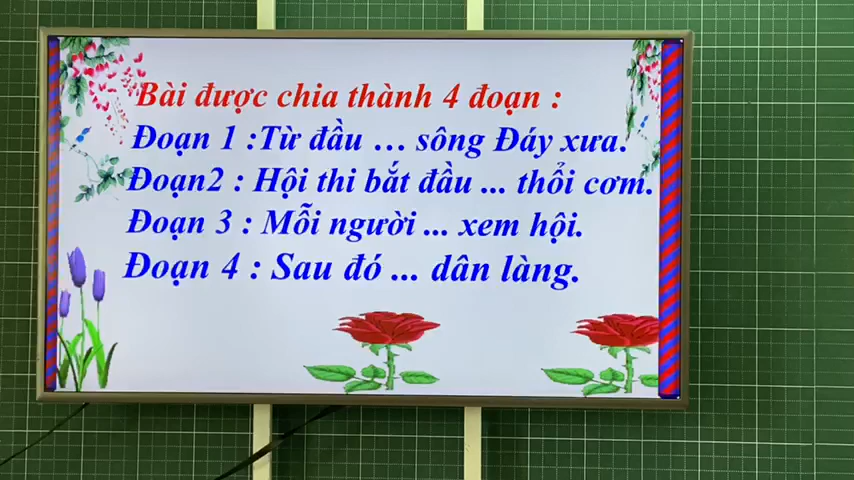 Bài được chia thành 4 đoạn :
Đoạn 1 :Từ đầu ... sông Đáy xưa.
Đoạn2 : Hội thi bắt đầu ... thổi cơm.
Đoạn 3 : Mỗi người ... xem hội.
Đoạn 4 : Sau đó ... dân làng.